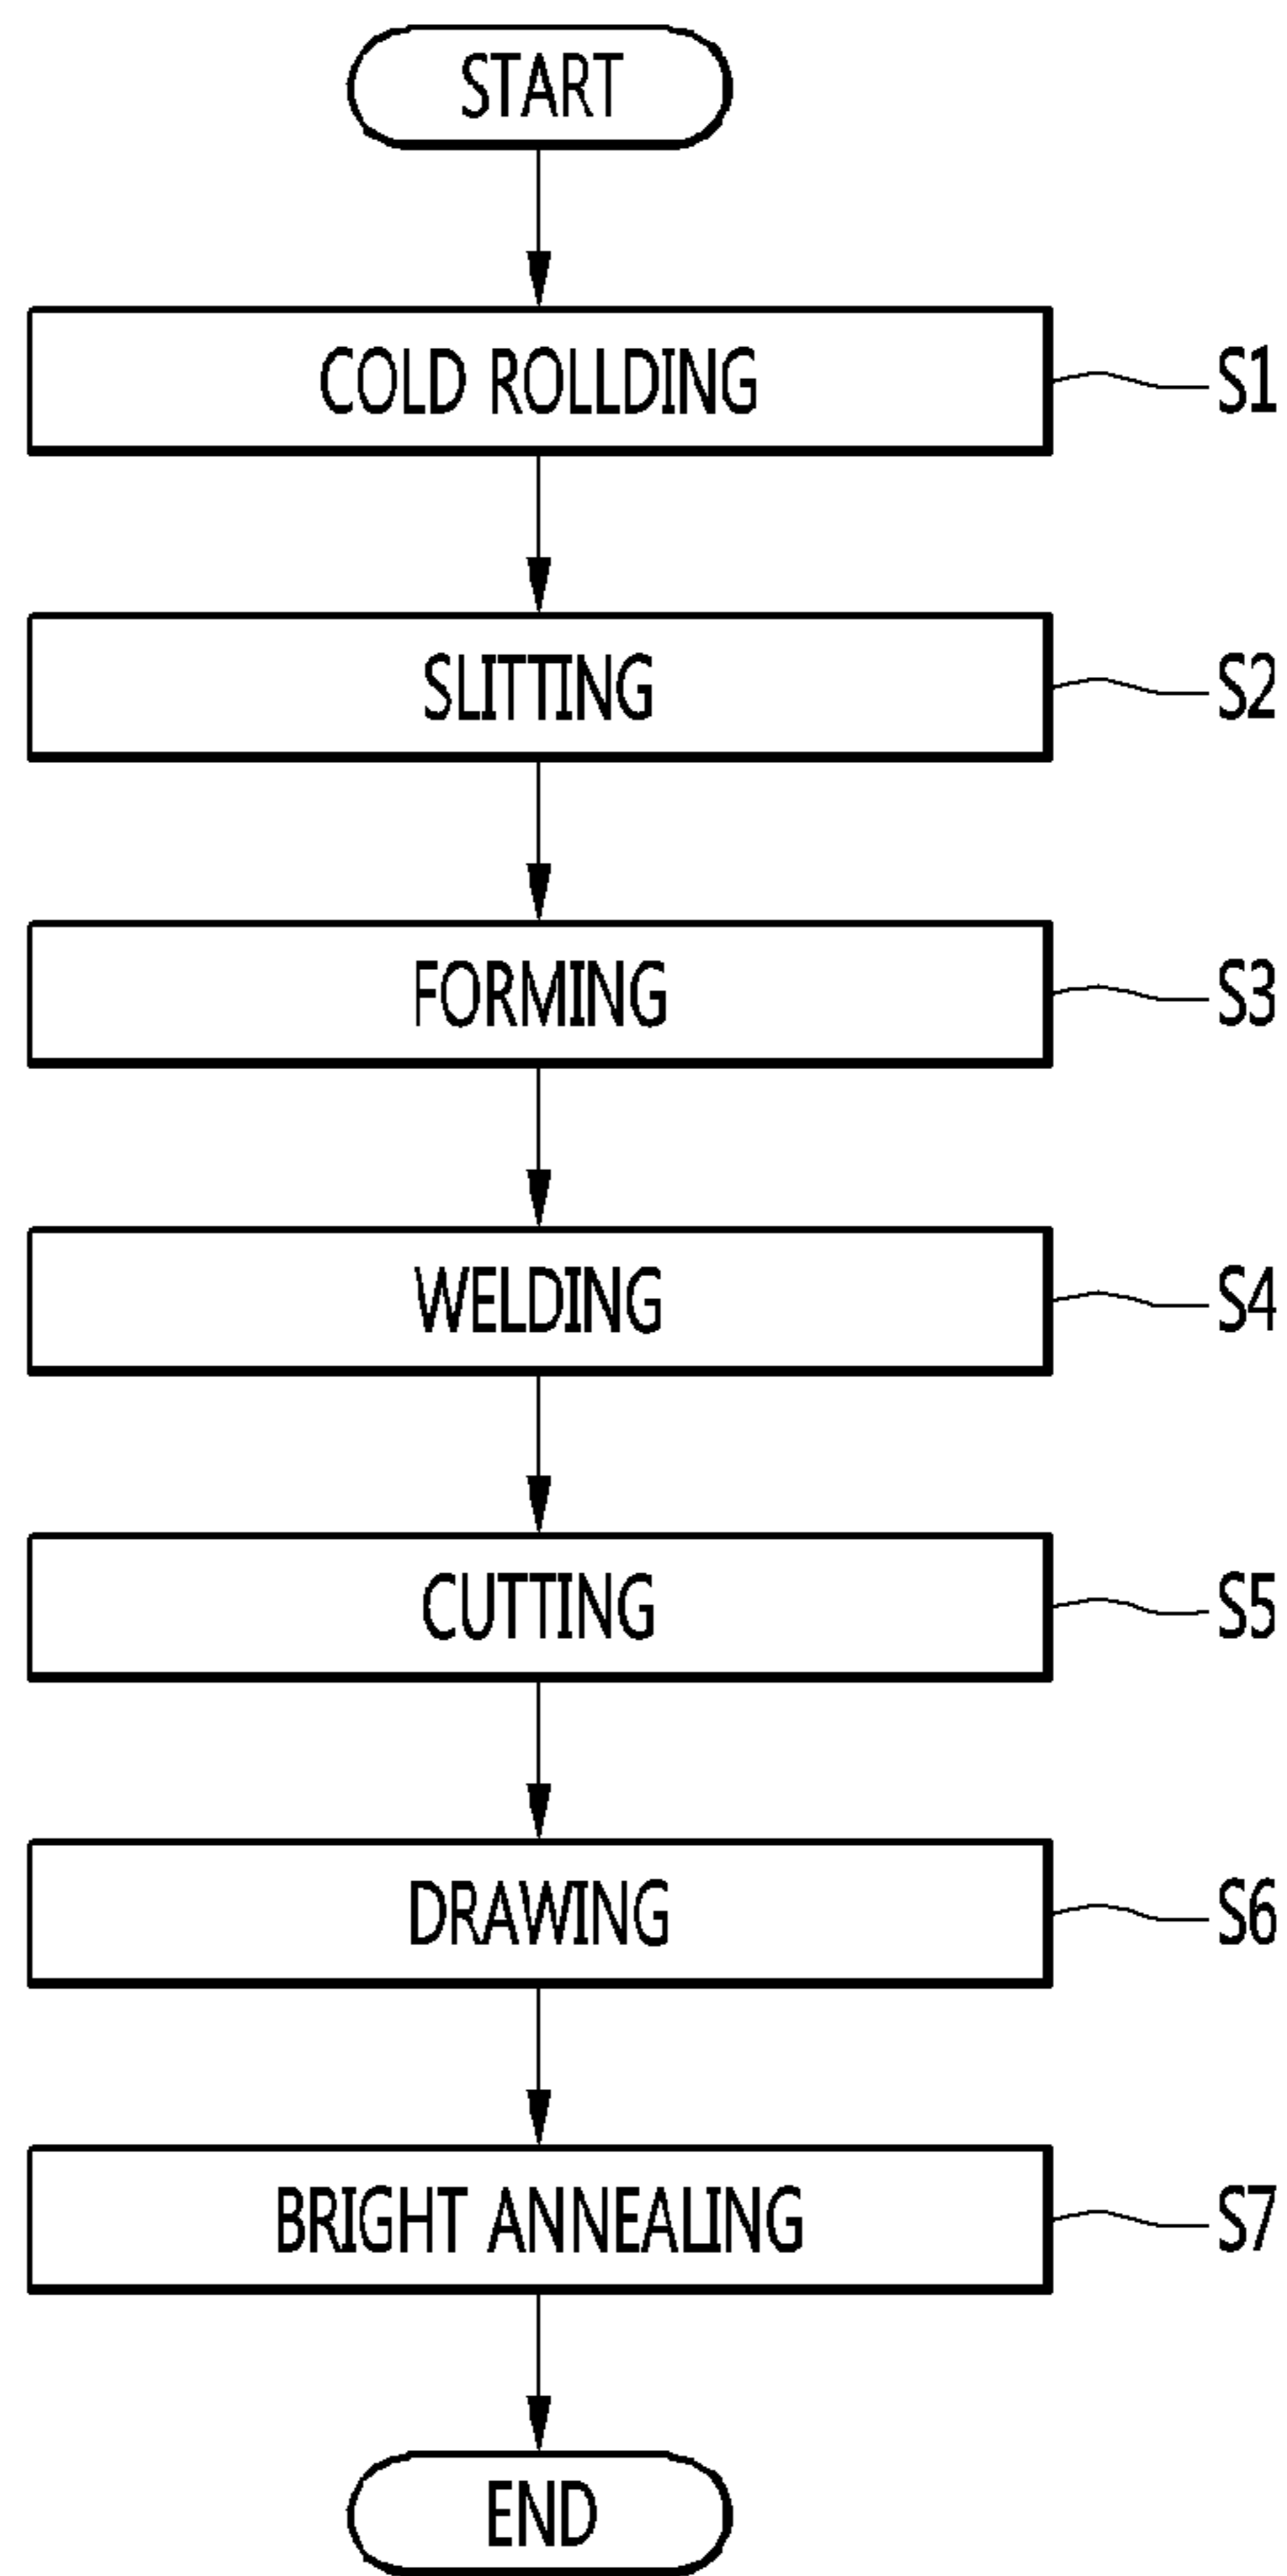 START
COLD ROLLDING
S1
SLITTING
S2
FORMING
S3
WELDING
S4
CUTTING
S5
DRAWING
S6
BRIGHT ANNEALING
S7
END